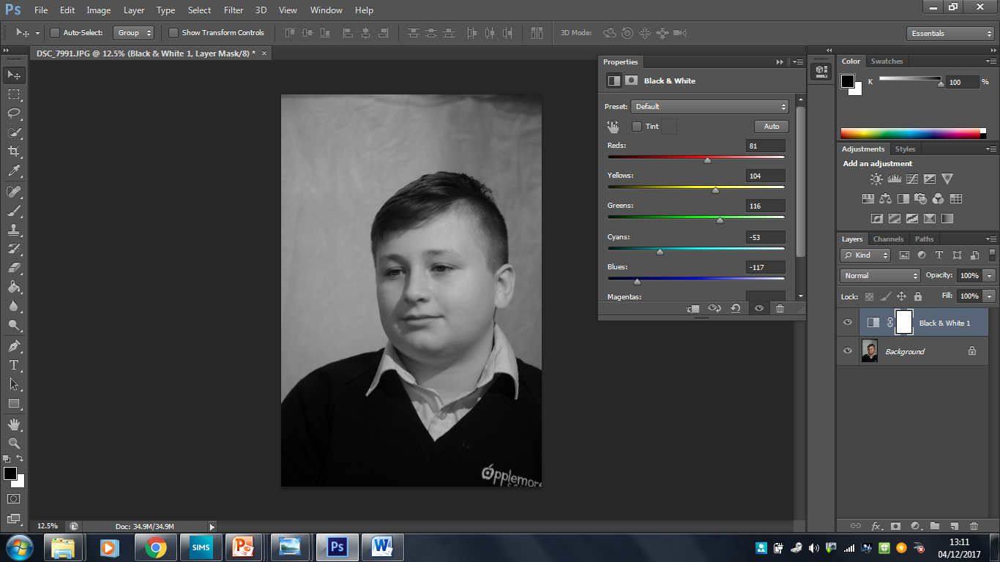 Ps File Edit Image Layer Type Select Filter 3D View Window Help
Auto-Select: Group Show Transform Controls 3D Mode: Essentials
DSC_7991.JPG @ 12.5% (Black & White 1, Layer Mask/8) * ×
Properties
Black & White
Preset: Default
Tint Auto
Reds: 81
Yellows: 104
Greens: 116
Cyans: -53
Blues: -117
Magentas:
Color Swatches
K 100 %
Adjustments Styles
Add an adjustment
Layers Channels Paths
Kind
Normal Opacity: 100%
Lock: Fill: 100%
Black & White 1
Background
applemore
12.5% Doc: 34.9M/34.9M
SIMS Ps W
13:11
04/12/2017